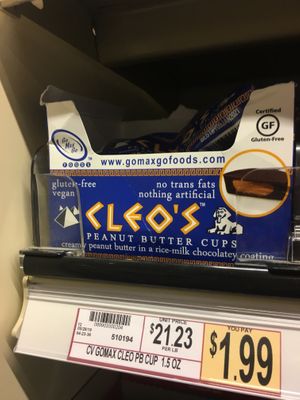 Certified
GF
Gluten-Free
Go Max Go
FOODS
www.gomaxgofoods.com
gluten-free
vegan
no trans fats
nothing artificial
CLEO'S™
PEANUT BUTTER CUPS
creamy peanut butter in a rice-milk chocolatey coating
510194
UNIT PRICE
$21.23
PER LB
YOU PAY
$1.99
CV GOMAX CLEO PB CUP 1.5 OZ